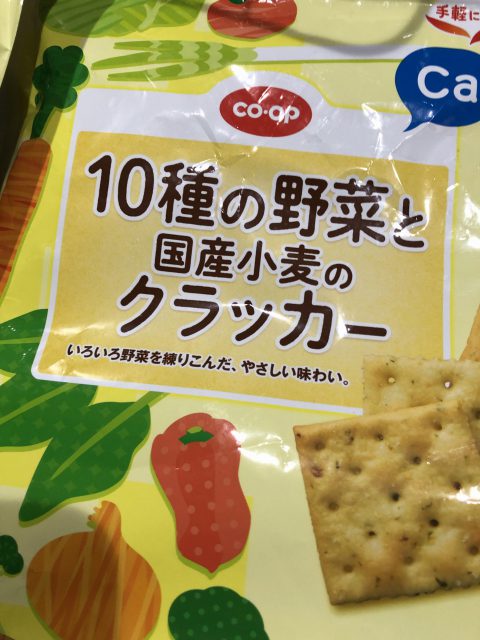 手軽に
Ca
CO·OP
10種の野菜と
国産小麦の
クラッカー
いろいろ野菜を練りこんだ、やさしい味わい。